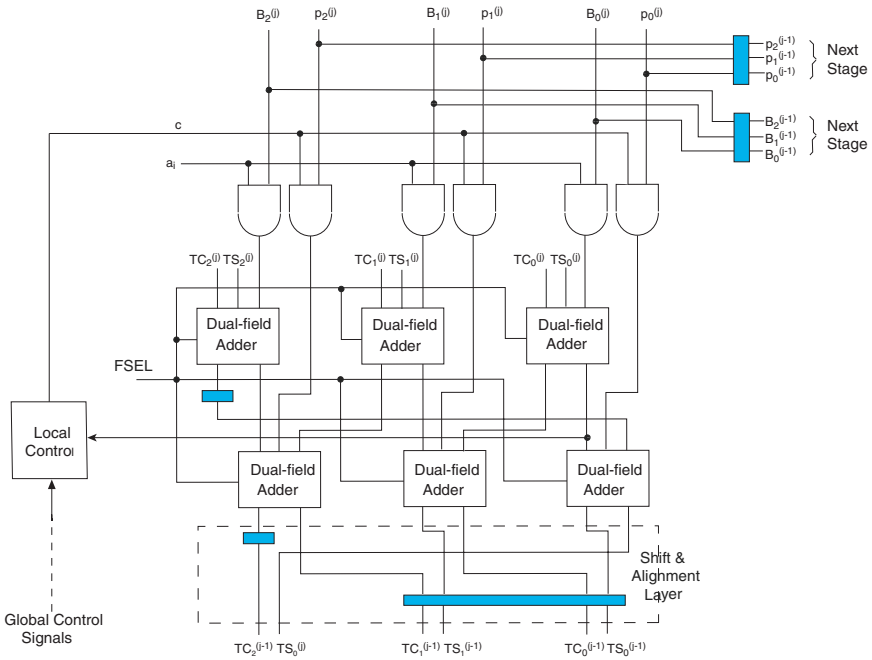 B₂⁽ʲ⁾ p₂⁽ʲ⁾ B₁⁽ʲ⁾ p₁⁽ʲ⁾ B₀⁽ʲ⁾ p₀⁽ʲ⁾
p₂⁽ʲ⁻¹⁾
p₁⁽ʲ⁻¹⁾
p₀⁽ʲ⁻¹⁾
Next
Stage
B₂⁽ʲ⁻¹⁾
B₁⁽ʲ⁻¹⁾
B₀⁽ʲ⁻¹⁾
Next
Stage
c
aᵢ
TC₂⁽ʲ⁾ TS₂⁽ʲ⁾ TC₁⁽ʲ⁾ TS₁⁽ʲ⁾ TC₀⁽ʲ⁾ TS₀⁽ʲ⁾
Dual-field
Adder
Dual-field
Adder
Dual-field
Adder
FSEL
Local
Control
Dual-field
Adder
Dual-field
Adder
Dual-field
Adder
Shift &
Alignment
Layer
Global Control
Signals
TC₂⁽ʲ⁻¹⁾ TS₀⁽ʲ⁾ TC₁⁽ʲ⁻¹⁾ TS₁⁽ʲ⁻¹⁾ TC₀⁽ʲ⁻¹⁾ TS₀⁽ʲ⁻¹⁾